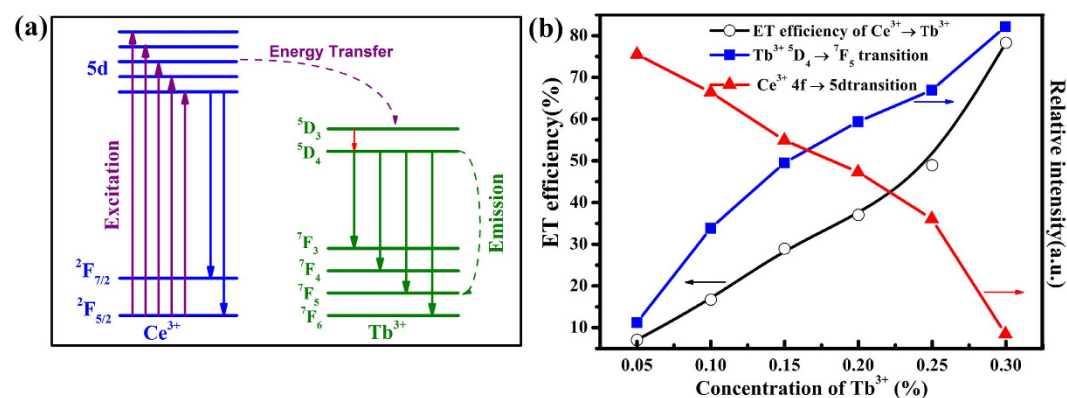 (a)
5d
Energy Transfer
Excitation
²F₇/₂
²F₅/₂
Ce³⁺
⁵D₃
⁵D₄
⁷F₃
⁷F₄
⁷F₅
⁷F₆
Tb³⁺
Emission
(b)
ET efficiency of Ce³⁺→Tb³⁺
Tb³⁺ ⁵D₄→⁷F₅ transition
Ce³⁺ 4f→5dtransition
ET efficiency(%)
80
70
60
50
40
30
20
10
0.05 0.10 0.15 0.20 0.25 0.30
Concentration of Tb³⁺ (%)
Relative intensity(a.u.)